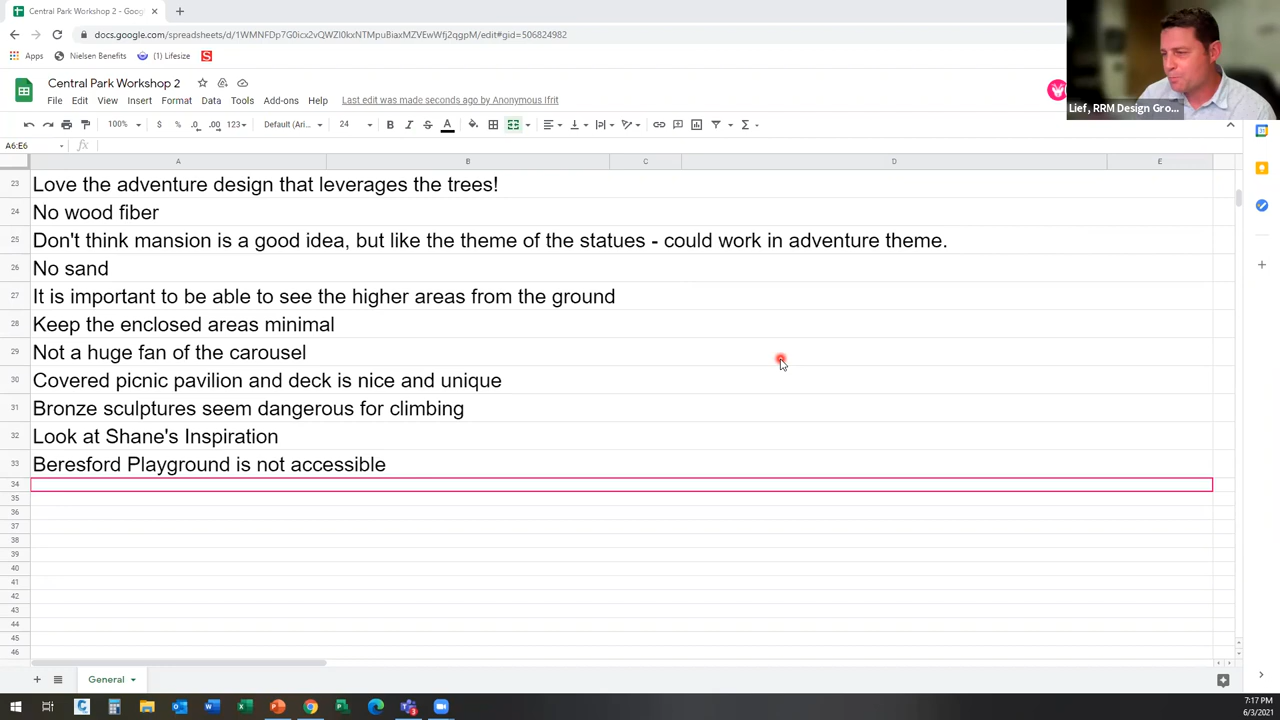 Central Park Workshop 2 - Googl
docs.google.com/spreadsheets/d/1WMNFDp7G0icx2vQWZI0kxNTMpuBiaxMZVEwWfj2qgpM/edit#gid=506824982
Apps
Nielsen Benefits
(1) Lifesize
Central Park Workshop 2
File Edit View Insert Format Data Tools Add-ons Help Last edit was made seconds ago by Anonymous Ifrit
Lief, RRM Design Gro...
100% $ % .0 .00 123 Default (Ari... 24
A6:E6 fx
A B C D E
23 Love the adventure design that leverages the trees!
24 No wood fiber
25 Don't think mansion is a good idea, but like the theme of the statues - could work in adventure theme.
26 No sand
27 It is important to be able to see the higher areas from the ground
28 Keep the enclosed areas minimal
29 Not a huge fan of the carousel
30 Covered picnic pavilion and deck is nice and unique
31 Bronze sculptures seem dangerous for climbing
32 Look at Shane's Inspiration
33 Beresford Playground is not accessible
34
35
36
37
38
39
40
41
42
43
44
45
46
General
7:17 PM
6/3/2021